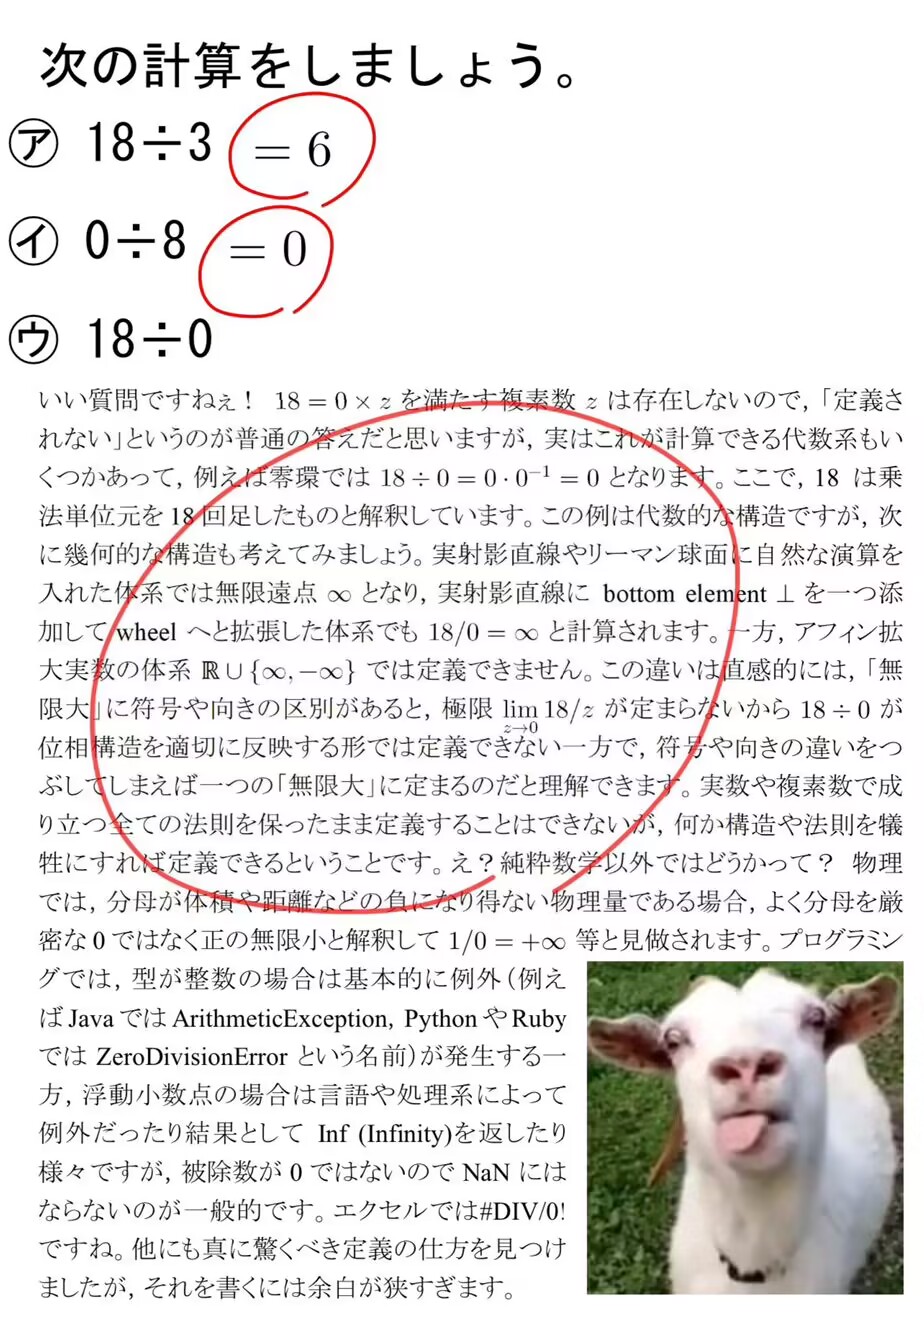 次の計算をしましょう。
㋐ 18÷3 = 6
㋑ 0÷8 = 0
㋒ 18÷0
いい質問ですねぇ！ 18 = 0 × z を満たす複素数 z は存在しないので,「定義さ
れない」というのが普通の答えだと思いますが, 実はこれが計算できる代数系もい
くつかあって, 例えば零環では 18 ÷ 0 = 0 · 0⁻¹ = 0 となります。ここで, 18 は乗
法単位元を 18 回足したものと解釈しています。この例は代数的な構造ですが, 次
に幾何的な構造も考えてみましょう。実射影直線やリーマン球面に自然な演算を
入れた体系では無限遠点 ∞ となり, 実射影直線に bottom element ⊥ を一つ添
加して wheel へと拡張した体系でも 18/0 = ∞ と計算されます。一方, アフィン拡
大実数の体系 ℝ ∪ {∞, −∞} では定義できません。この違いは直感的には,「無
限大」に符号や向きの区別があると, 極限 lim z→0 18/z が定まらないから 18 ÷ 0 が
位相構造を適切に反映する形では定義できない一方で, 符号や向きの違いをつ
ぶしてしまえば一つの「無限大」に定まるのだと理解できます。実数や複素数で成
り立つ全ての法則を保ったまま定義することはできないが, 何か構造や法則を犠
牲にすれば定義できるということです。え？純粋数学以外ではどうかって？ 物理
では, 分母が体積や距離などの負になり得ない物理量である場合, よく分母を厳
密な 0 ではなく正の無限小と解釈して 1/0 = +∞ 等と見做されます。プログラミン
グでは, 型が整数の場合は基本的に例外（例え
ば Java では ArithmeticException, Python や Ruby
では ZeroDivisionError という名前）が発生する一
方, 浮動小数点の場合は言語や処理系によって
例外だったり結果として Inf (Infinity)を返したり
様々ですが, 被除数が 0 ではないので NaN には
ならないのが一般的です。エクセルでは#DIV/0!
ですね。他にも真に驚くべき定義の仕方を見つけ
ましたが, それを書くには余白が狭すぎます。